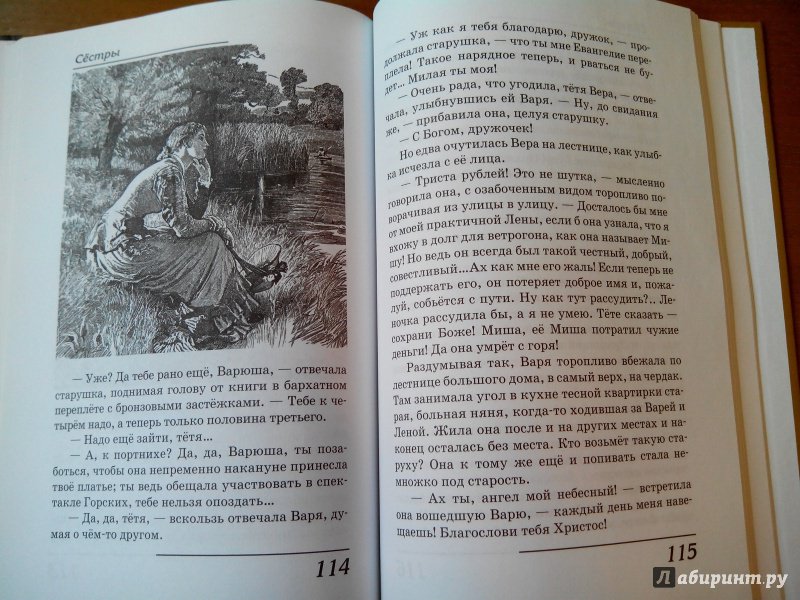 Сёстры
— Уже? Да тебе рано ещё, Варюша, — отвечала
старушка, поднимая голову от книги в бархатном
переплёте с бронзовыми застёжками. — Тебе к че-
тырём надо, а теперь только половина третьего.
— Надо ещё зайти, тётя...
— А, к портнихе? Да, да, Варюша, ты поза-
боться, чтобы она непременно накануне принесла
твоё платье; ты ведь обещала участвовать в спек-
такле Горских, тебе нельзя опоздать...
— Да, да, тётя, — вскользь отвечала Варя, ду-
мая о чём-то другом.
114
— Уж как я тебя благодарю, дружок, — про-
должала старушка, — что ты мне Евангелие пере-
плела! Такое нарядное теперь, и рваться не бу-
дет... Милая ты моя!
— Очень рада, что угодила, тётя Вера, — отве-
чала, улыбнувшись ей Варя. — Ну, до свидания
же, — прибавила она, целуя старушку.
— С Богом, дружочек!
Но едва очутилась Вера на лестнице, как улыб-
ка исчезла с её лица.
— Триста рублей! Это не шутка, — мысленно
говорила она, с озабоченным видом торопливо по-
ворачивая из улицы в улицу. — Досталось бы мне
от моей практичной Лены, если б она узнала, что я
вхожу в долг для ветрогона, как она называет Ми-
шу! Но ведь он всегда был такой честный, добрый,
совестливый...Ах как мне его жаль! Если теперь не
поддержать его, он потеряет доброе имя и, пожа-
луй, собьётся с пути. Ну как тут рассудить?.. Ле-
ночка рассудила бы, а я не умею. Тёте сказать —
сохрани Боже! Миша, её Миша потратил чужие
деньги! Да она умрёт с горя!
Раздумывая так, Варя торопливо вбежала по
лестнице большого дома, в самый верх, на чердак.
Там занимала угол в кухне тесной квартирки ста-
рая, больная няня, когда-то ходившая за Варей и
Леной. Жила она после и на других местах и на-
конец осталась без места. Кто возьмёт такую ста-
руху? Она к тому же ещё и попивать стала не-
множко под старость.
— Ах ты, ангел мой небесный! — встретила
она вошедшую Варю, — каждый день меня наве-
щаешь! Благослови тебя Христос!
115
Лабиринт.ру